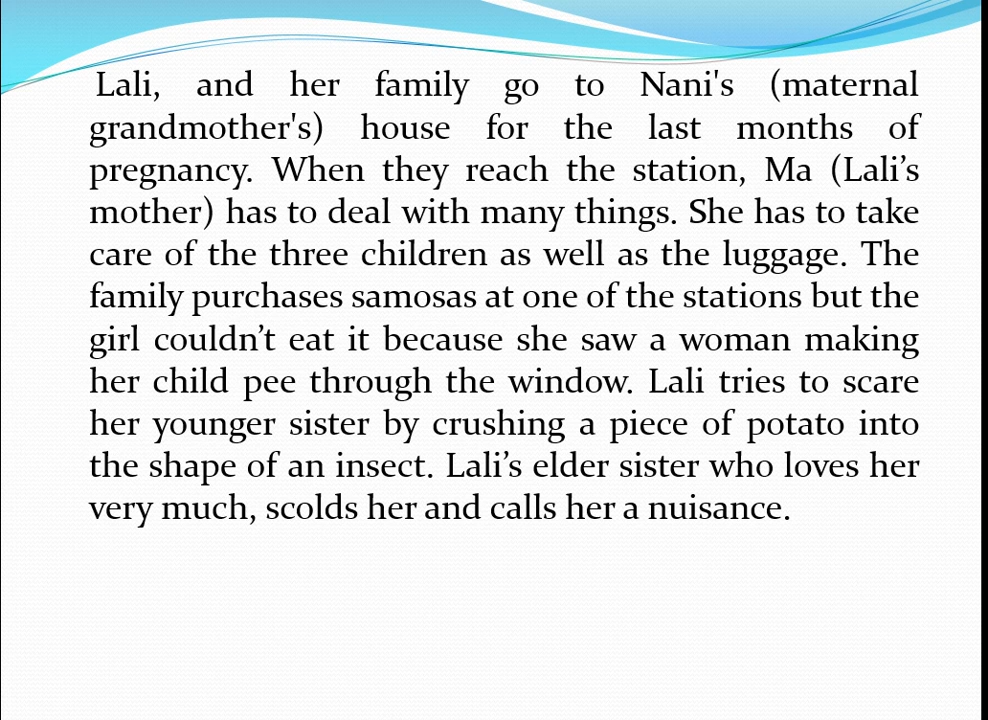 Lali, and her family go to Nani's (maternal
grandmother's) house for the last months of
pregnancy. When they reach the station, Ma (Lali’s
mother) has to deal with many things. She has to take
care of the three children as well as the luggage. The
family purchases samosas at one of the stations but the
girl couldn’t eat it because she saw a woman making
her child pee through the window. Lali tries to scare
her younger sister by crushing a piece of potato into
the shape of an insect. Lali’s elder sister who loves her
very much, scolds her and calls her a nuisance.